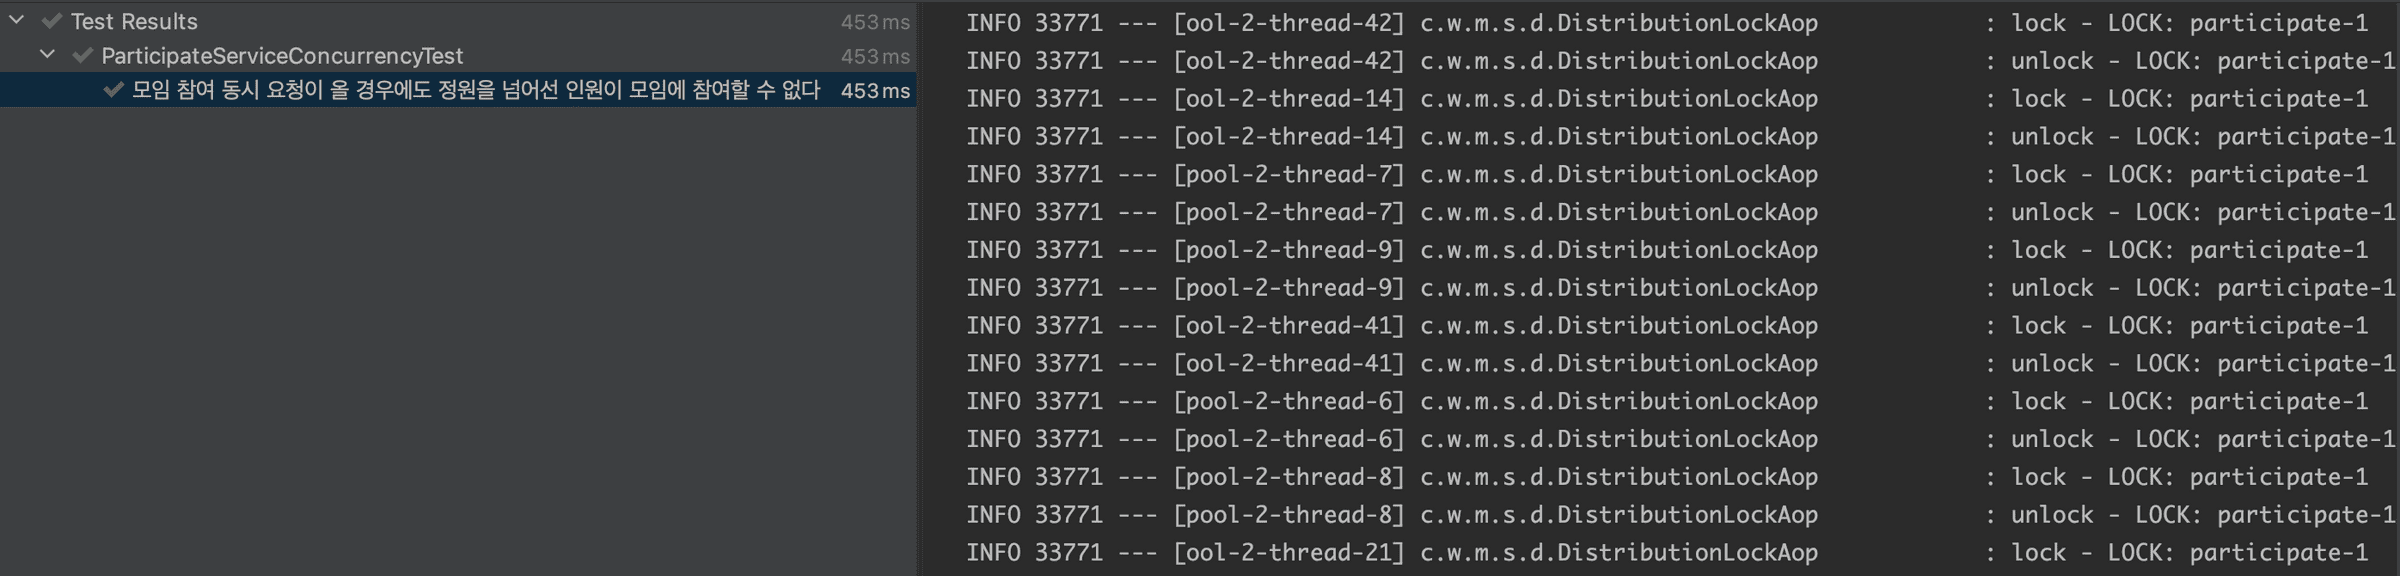 Test Results 453 ms
ParticipateServiceConcurrencyTest 453 ms
모임 참여 동시 요청이 올 경우에도 정원을 넘어선 인원이 모임에 참여할 수 없다 453 ms
INFO 33771 --- [ool-2-thread-42] c.w.m.s.d.DistributionLockAop : lock - LOCK: participate-1
INFO 33771 --- [ool-2-thread-42] c.w.m.s.d.DistributionLockAop : unlock - LOCK: participate-1
INFO 33771 --- [ool-2-thread-14] c.w.m.s.d.DistributionLockAop : lock - LOCK: participate-1
INFO 33771 --- [ool-2-thread-14] c.w.m.s.d.DistributionLockAop : unlock - LOCK: participate-1
INFO 33771 --- [pool-2-thread-7] c.w.m.s.d.DistributionLockAop : lock - LOCK: participate-1
INFO 33771 --- [pool-2-thread-7] c.w.m.s.d.DistributionLockAop : unlock - LOCK: participate-1
INFO 33771 --- [pool-2-thread-9] c.w.m.s.d.DistributionLockAop : lock - LOCK: participate-1
INFO 33771 --- [pool-2-thread-9] c.w.m.s.d.DistributionLockAop : unlock - LOCK: participate-1
INFO 33771 --- [ool-2-thread-41] c.w.m.s.d.DistributionLockAop : lock - LOCK: participate-1
INFO 33771 --- [ool-2-thread-41] c.w.m.s.d.DistributionLockAop : unlock - LOCK: participate-1
INFO 33771 --- [pool-2-thread-6] c.w.m.s.d.DistributionLockAop : lock - LOCK: participate-1
INFO 33771 --- [pool-2-thread-6] c.w.m.s.d.DistributionLockAop : unlock - LOCK: participate-1
INFO 33771 --- [pool-2-thread-8] c.w.m.s.d.DistributionLockAop : lock - LOCK: participate-1
INFO 33771 --- [pool-2-thread-8] c.w.m.s.d.DistributionLockAop : unlock - LOCK: participate-1
INFO 33771 --- [ool-2-thread-21] c.w.m.s.d.DistributionLockAop : lock - LOCK: participate-1